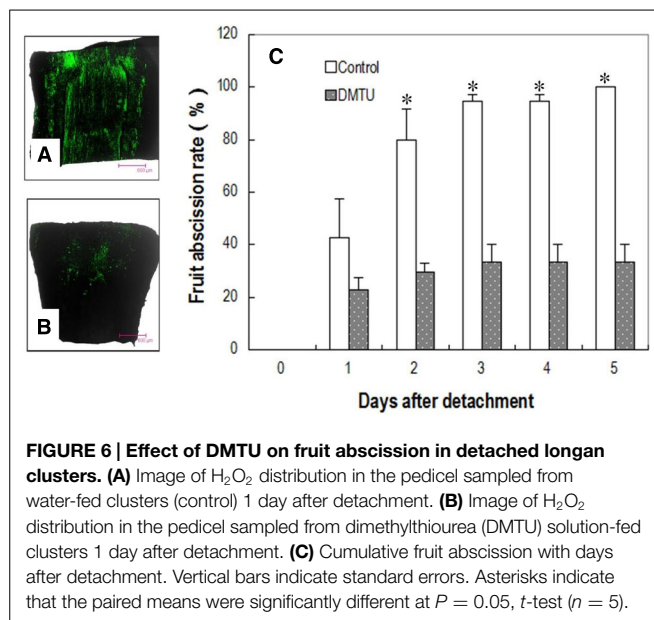 A
600 μm
B
C
Control
DMTU
120
100
80
60
40
20
0
Fruit abscission rate ( % )
* * * *
0 1 2 3 4 5
Days after detachment
FIGURE 6 | Effect of DMTU on fruit abscission in detached longan
clusters. (A) Image of H₂O₂ distribution in the pedicel sampled from
water-fed clusters (control) 1 day after detachment. (B) Image of H₂O₂
distribution in the pedicel sampled from dimethylthiourea (DMTU) solution-fed
clusters 1 day after detachment. (C) Cumulative fruit abscission with days
after detachment. Vertical bars indicate standard errors. Asterisks indicate
that the paired means were significantly different at P = 0.05, t-test (n = 5).